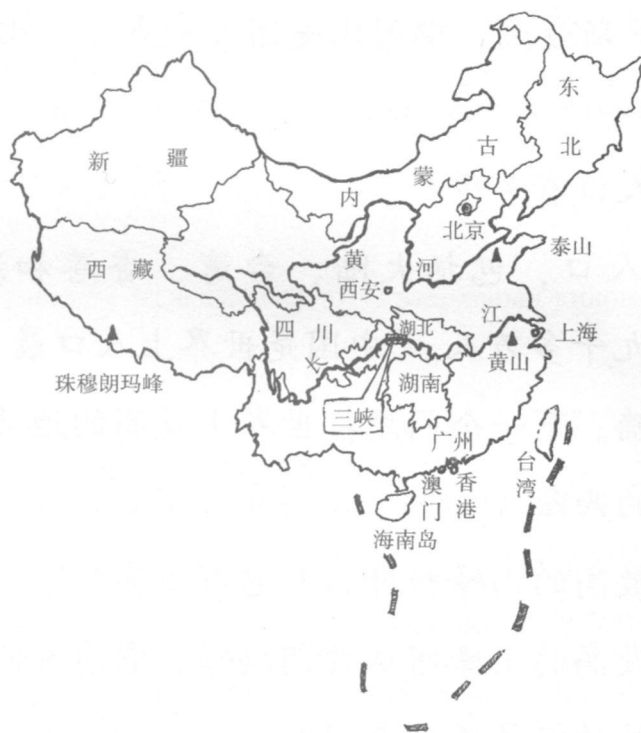 东北
内蒙古
新疆
北京
泰山
西藏
黄河
西安
四川
湖北
长江
上海
黄山
珠穆朗玛峰
湖南
三峡
广州
台湾
香港
澳门
海南岛